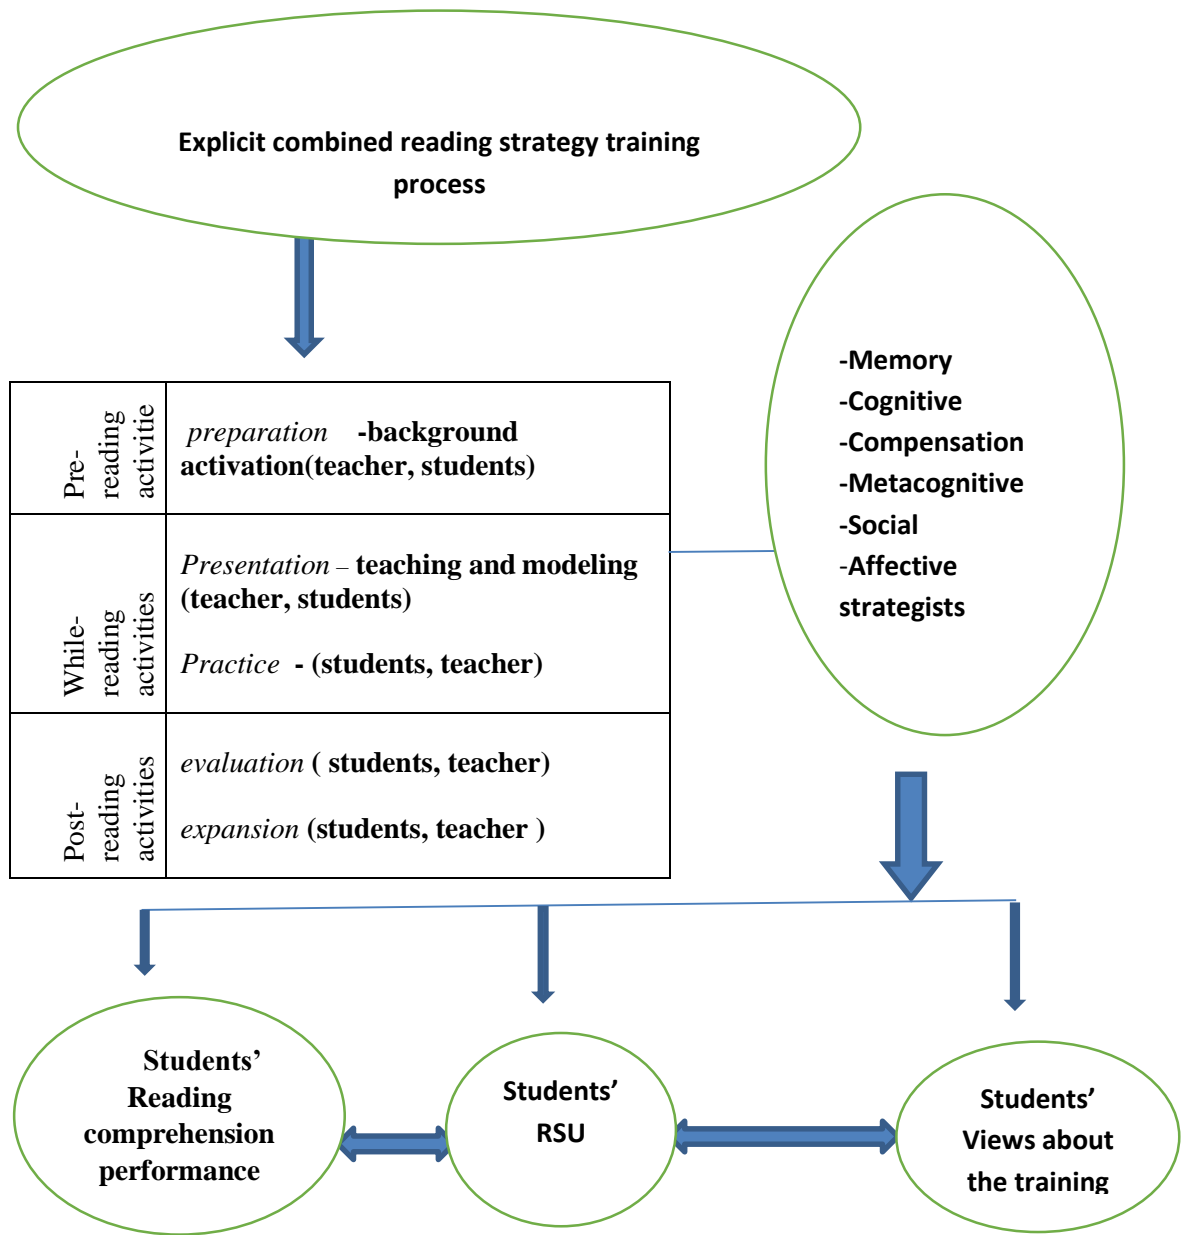 Explicit combined reading strategy training
process
Pre-
reading
activitie
preparation -background
activation(teacher, students)
While-
reading
activities
Presentation – teaching and modeling
(teacher, students)
Practice - (students, teacher)
Post-
reading
activities
evaluation ( students, teacher)
expansion (students, teacher )
-Memory
-Cognitive
-Compensation
-Metacognitive
-Social
-Affective
strategists
Students’
Reading
comprehension
performance
Students’
RSU
Students’
Views about
the training